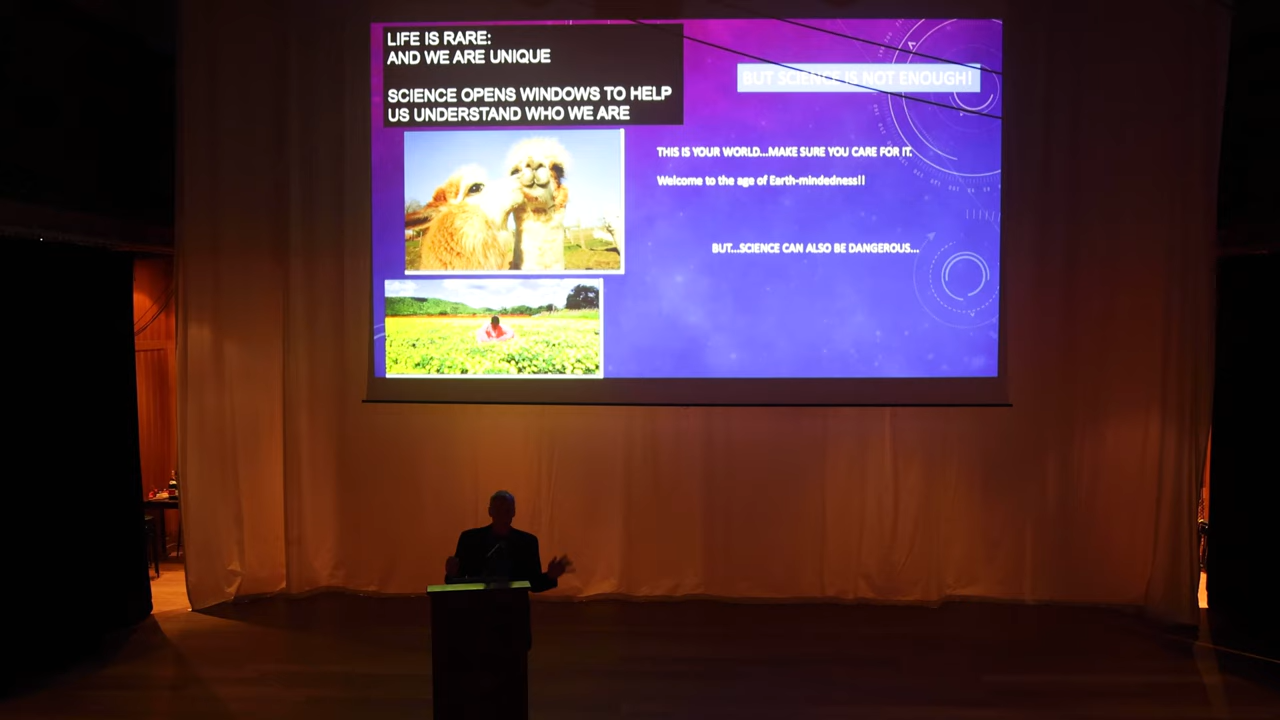 LIFE IS RARE:
AND WE ARE UNIQUE
SCIENCE OPENS WINDOWS TO HELP
US UNDERSTAND WHO WE ARE
BUT SCIENCE IS NOT ENOUGH!
THIS IS YOUR WORLD...MAKE SURE YOU CARE FOR IT.
Welcome to the age of Earth-mindedness!!
BUT...SCIENCE CAN ALSO BE DANGEROUS...